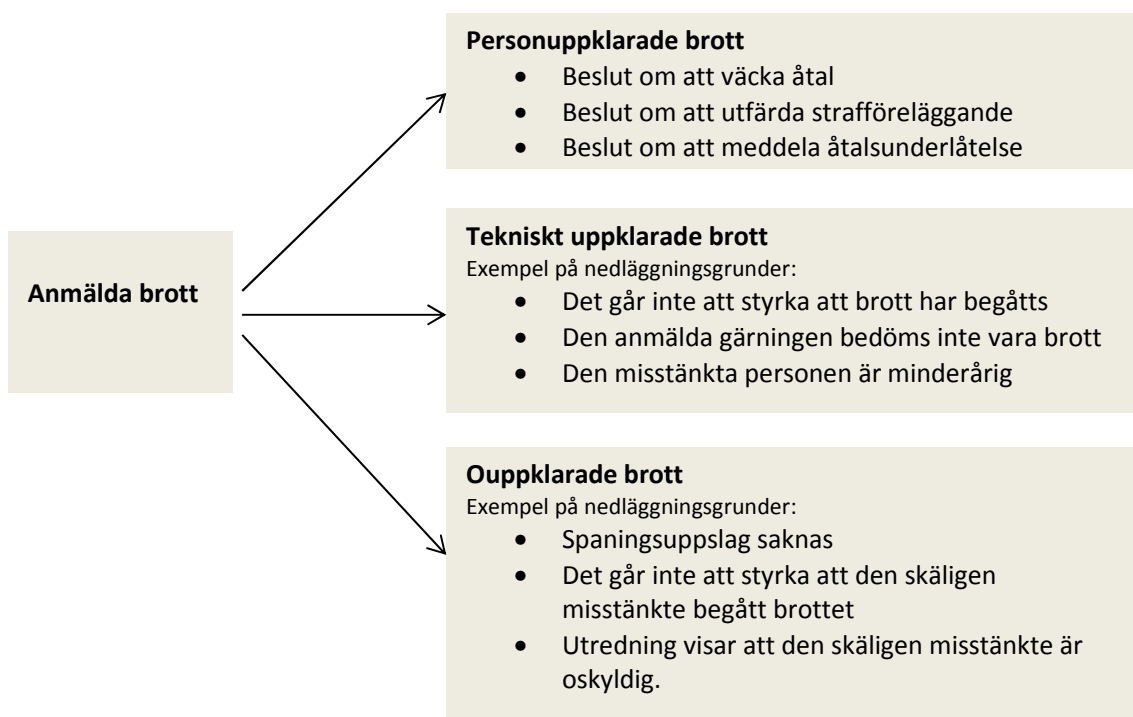 Anmälda brott
Personuppklarade brott
• Beslut om att väcka åtal
• Beslut om att utfärda strafföreläggande
• Beslut om att meddela åtalsunderlåtelse
Tekniskt uppklarade brott
Exempel på nedläggningsgrunder:
• Det går inte att styrka att brott har begåtts
• Den anmälda gärningen bedöms inte vara brott
• Den misstänkta personen är minderårig
Ouppklarade brott
Exempel på nedläggningsgrunder:
• Spaningsuppslag saknas
• Det går inte att styrka att den skäligen
misstänkte begått brottet
• Utredning visar att den skäligen misstänkte är
oskyldig.